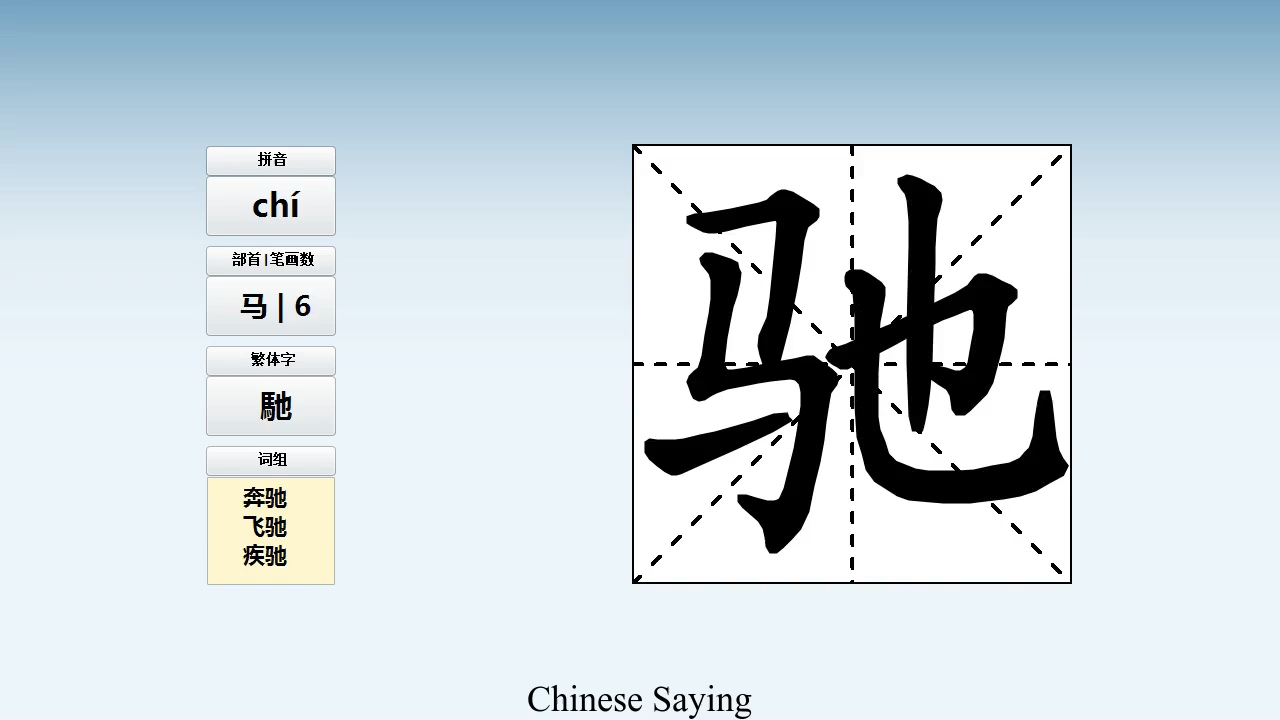 拼音
chí
部首|笔画数
马 | 6
繁体字
馳
词组
奔驰
飞驰
疾驰
驰
Chinese Saying